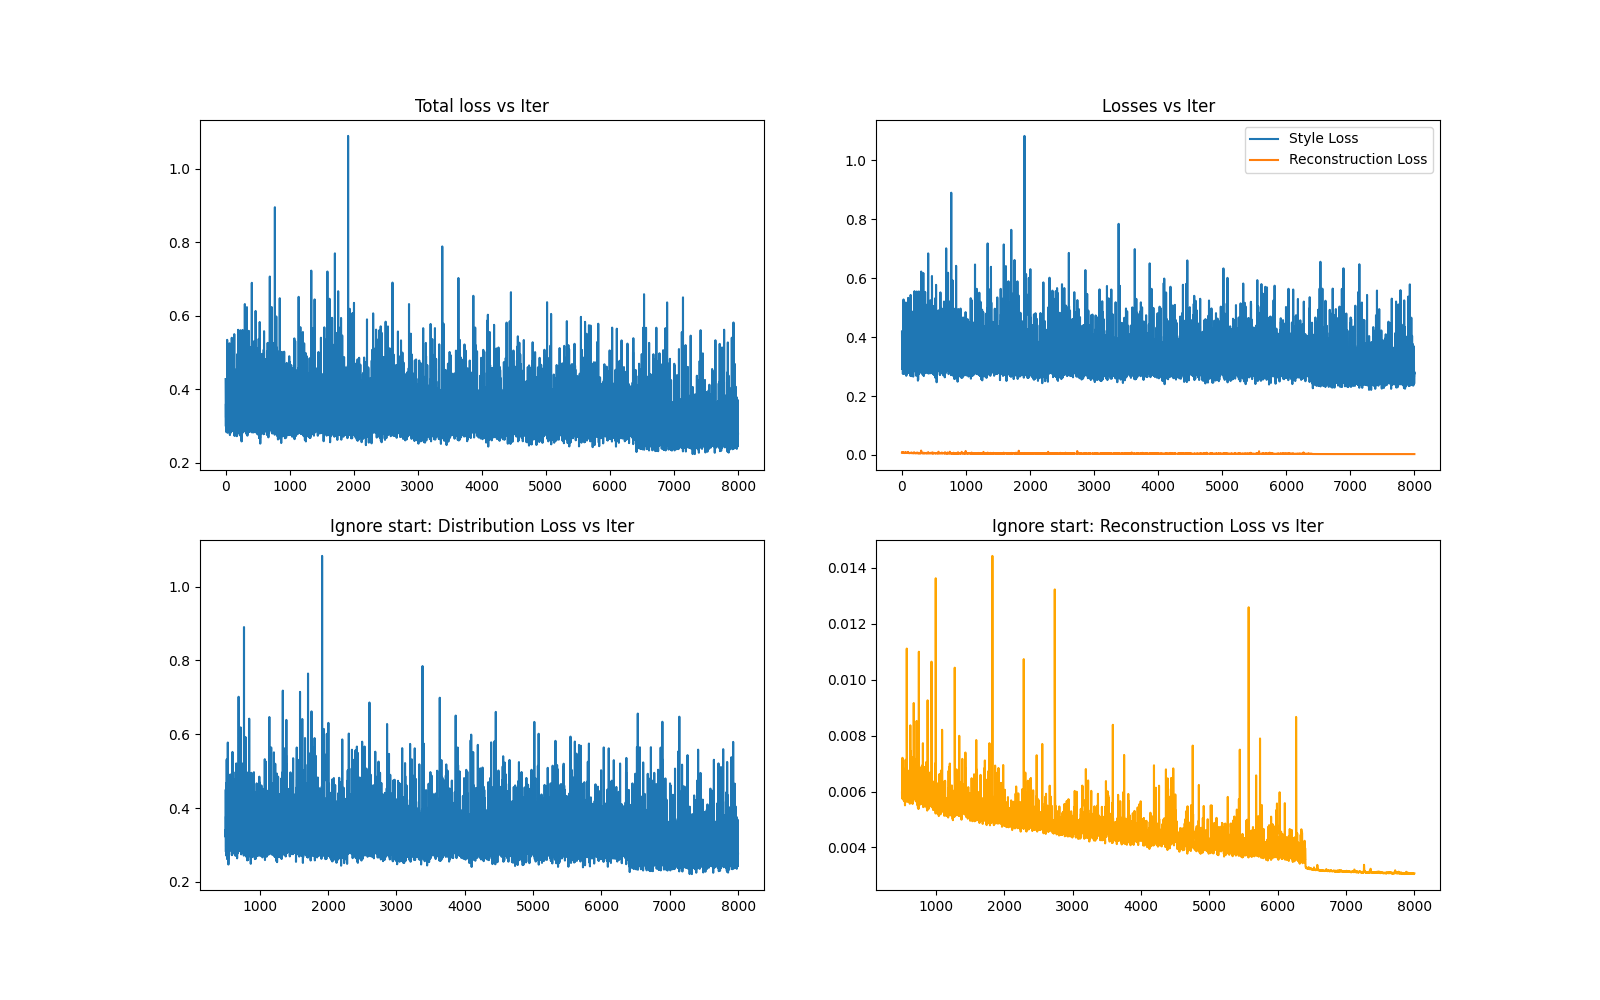 Total loss vs Iter
1.0
0.8
0.6
0.4
0.2
0 1000 2000 3000 4000 5000 6000 7000 8000
Losses vs Iter
Style Loss
Reconstruction Loss
1.0
0.8
0.6
0.4
0.2
0.0
0 1000 2000 3000 4000 5000 6000 7000 8000
Ignore start: Distribution Loss vs Iter
1.0
0.8
0.6
0.4
0.2
1000 2000 3000 4000 5000 6000 7000 8000
Ignore start: Reconstruction Loss vs Iter
0.014
0.012
0.010
0.008
0.006
0.004
1000 2000 3000 4000 5000 6000 7000 8000